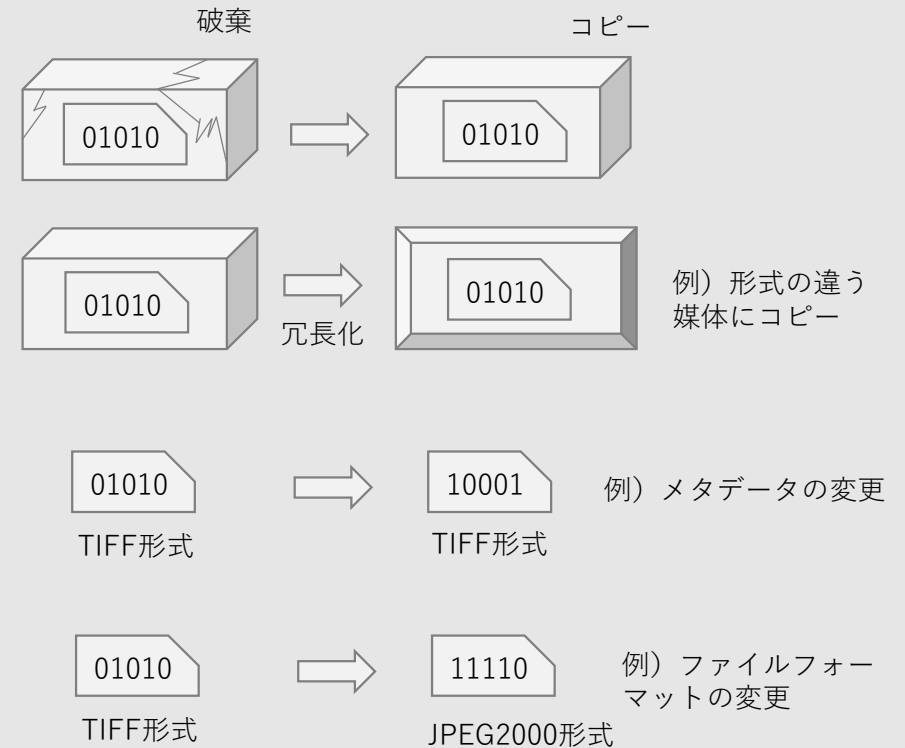 破棄
コピー
01010
01010
01010
冗長化
01010
例）形式の違う
媒体にコピー
01010
TIFF形式
10001
TIFF形式
例）メタデータの変更
01010
TIFF形式
11110
JPEG2000形式
例）ファイルフォー
マットの変更